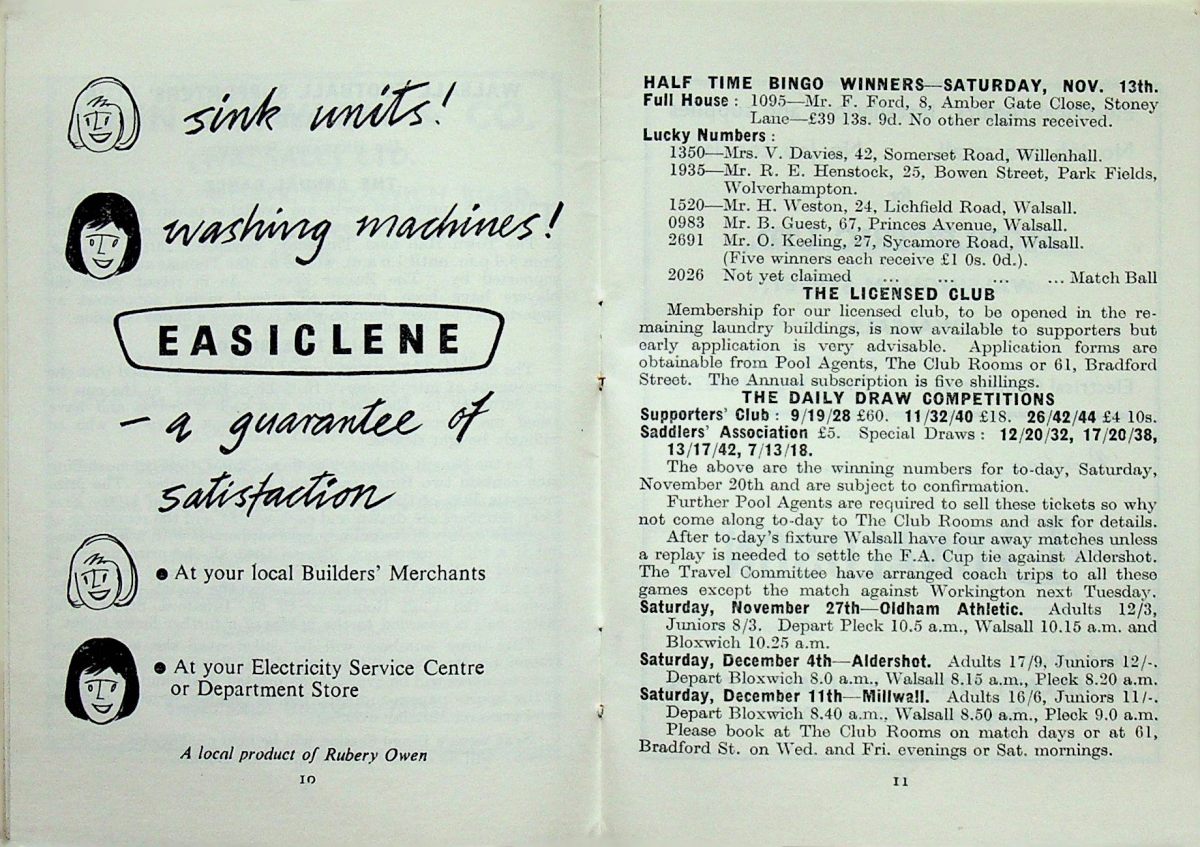 sink units!
washing machines!
EASICLENE
— a guarantee of
satisfaction
● At your local Builders' Merchants
● At your Electricity Service Centre
or Department Store
A local product of Rubery Owen
10
HALF TIME BINGO WINNERS—SATURDAY, NOV. 13th.
Full House : 1095—Mr. F. Ford, 8, Amber Gate Close, Stoney
Lane—£39 13s. 9d. No other claims received.
Lucky Numbers :
1350—Mrs. V. Davies, 42, Somerset Road, Willenhall.
1935—Mr. R. E. Henstock, 25, Bowen Street, Park Fields,
Wolverhampton.
1520—Mr. H. Weston, 24, Lichfield Road, Walsall.
0983 Mr. B. Guest, 67, Princes Avenue, Walsall.
2691 Mr. O. Keeling, 27, Sycamore Road, Walsall.
(Five winners each receive £1 0s. 0d.).
2026 Not yet claimed ... ... ... ... Match Ball
THE LICENSED CLUB
Membership for our licensed club, to be opened in the re-
maining laundry buildings, is now available to supporters but
early application is very advisable. Application forms are
obtainable from Pool Agents, The Club Rooms or 61, Bradford
Street. The Annual subscription is five shillings.
THE DAILY DRAW COMPETITIONS
Supporters' Club : 9/19/28 £60. 11/32/40 £18. 26/42/44 £4 10s.
Saddlers' Association £5. Special Draws : 12/20/32, 17/20/38,
13/17/42, 7/13/18.
The above are the winning numbers for to-day, Saturday,
November 20th and are subject to confirmation.
Further Pool Agents are required to sell these tickets so why
not come along to-day to The Club Rooms and ask for details.
After to-day's fixture Walsall have four away matches unless
a replay is needed to settle the F.A. Cup tie against Aldershot.
The Travel Committee have arranged coach trips to all these
games except the match against Workington next Tuesday.
Saturday, November 27th—Oldham Athletic. Adults 12/3,
Juniors 8/3. Depart Pleck 10.5 a.m., Walsall 10.15 a.m. and
Bloxwich 10.25 a.m.
Saturday, December 4th—Aldershot. Adults 17/9, Juniors 12/-.
Depart Bloxwich 8.0 a.m., Walsall 8.15 a.m., Pleck 8.20 a.m.
Saturday, December 11th—Millwall. Adults 16/6, Juniors 11/-.
Depart Bloxwich 8.40 a.m., Walsall 8.50 a.m., Pleck 9.0 a.m.
Please book at The Club Rooms on match days or at 61,
Bradford St. on Wed. and Fri. evenings or Sat. mornings.
11